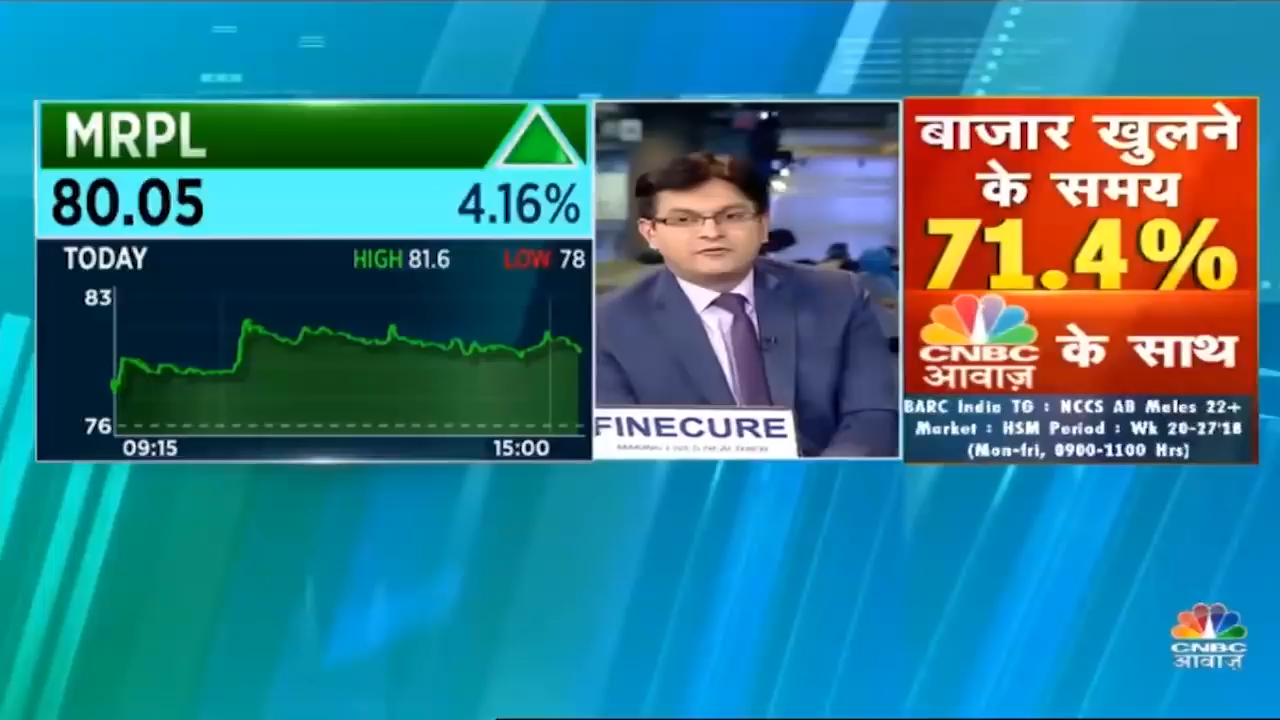 MRPL
80.05 4.16%
TODAY HIGH 81.6 LOW 78
83
76
09:15 15:00
FINECURE
बाजार खुलने
के समय
71.4%
CNBC
आवाज़
के साथ
BARC India TG : NCCS AB Males 22+
Market : HSM Period : Wk 20-27'18
(Mon-fri, 0900-1100 Hrs)
CNBC
आवाज़